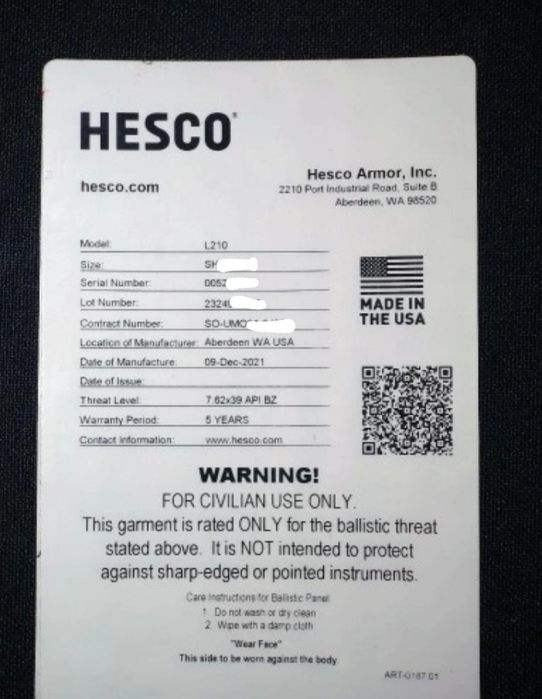 HESCO®
hesco.com
Hesco Armor, Inc.
2210 Port Industrial Road, Suite B
Aberdeen, WA 98520
Model: L210
Size: SH
Serial Number: 0052
Lot Number: 2324
Contract Number: SO-UMO
Location of Manufacturer: Aberdeen WA USA
Date of Manufacture: 09-Dec-2021
Date of Issue:
Threat Level: 7.62x39 API BZ
Warranty Period: 5 YEARS
Contact Information: www.hesco.com
MADE IN
THE USA
WARNING!
FOR CIVILIAN USE ONLY.
This garment is rated ONLY for the ballistic threat
stated above. It is NOT intended to protect
against sharp-edged or pointed instruments.
Care Instructions for Ballistic Panel
1. Do not wash or dry clean
2. Wipe with a damp cloth
"Wear Face"
This side to be worn against the body.
ART-0187 01